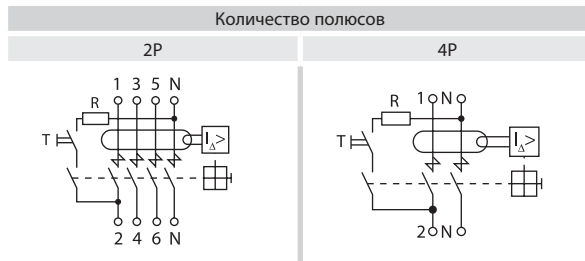 Количество полюсов
2P 4P
1 3 5 N
R
T
I∆>
2 4 6 N
1 N
R
T
I∆>
2 N